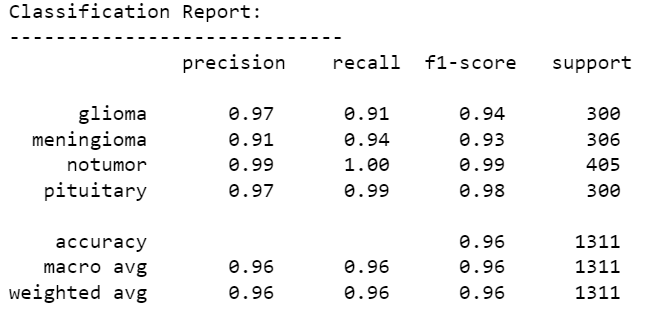 Classification Report:
------------------------------
precision recall f1-score support
glioma 0.97 0.91 0.94 300
meningioma 0.91 0.94 0.93 306
notumor 0.99 1.00 0.99 405
pituitary 0.97 0.99 0.98 300
accuracy 0.96 1311
macro avg 0.96 0.96 0.96 1311
weighted avg 0.96 0.96 0.96 1311